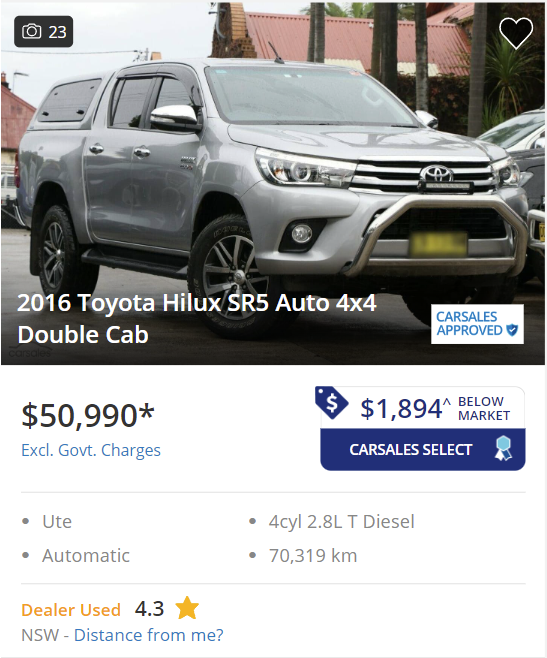 23
2016 Toyota Hilux SR5 Auto 4x4
Double Cab
CARSALES
APPROVED
$50,990*
Excl. Govt. Charges
$1,894^ BELOW
MARKET
CARSALES SELECT
• Ute
• 4cyl 2.8L T Diesel
• Automatic
• 70,319 km
Dealer Used 4.3
NSW - Distance from me?